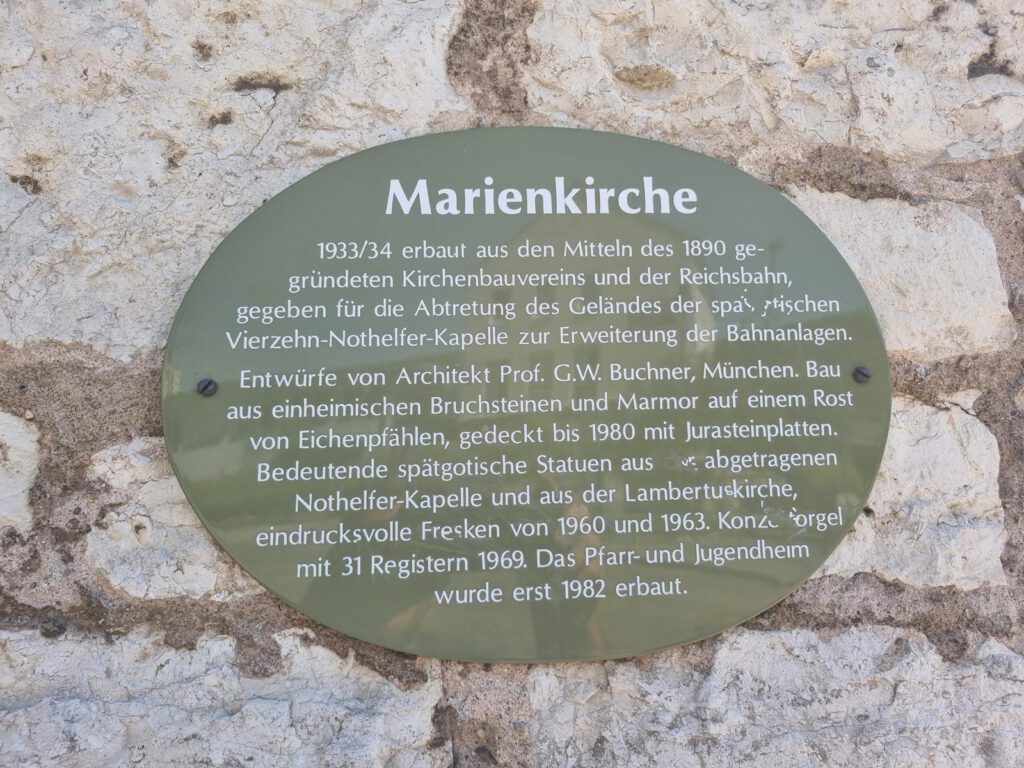 Marienkirche
1933/34 erbaut aus den Mitteln des 1890 ge-
gründeten Kirchenbauvereins und der Reichsbahn,
gegeben für die Abtretung des Geländes der
Vierzehn-Nothelfer-Kapelle zur Erweiterung der Bahnanlagen.
Entwürfe von Architekt Prof. G.W. Buchner, München. Bau
aus einheimischen Bruchsteinen und Marmor auf einem Rost
von Eichenpfählen, gedeckt bis 1980 mit Jurasteinplatten.
Bedeutende spätgotische Statuen aus abgetragenen
Nothelfer-Kapelle und aus der Lambertuskirche,
eindrucksvolle Fresken von 1960 und 1963.
mit 31 Registern 1969. Das Pfarr- und Jugendheim
wurde erst 1982 erbaut.